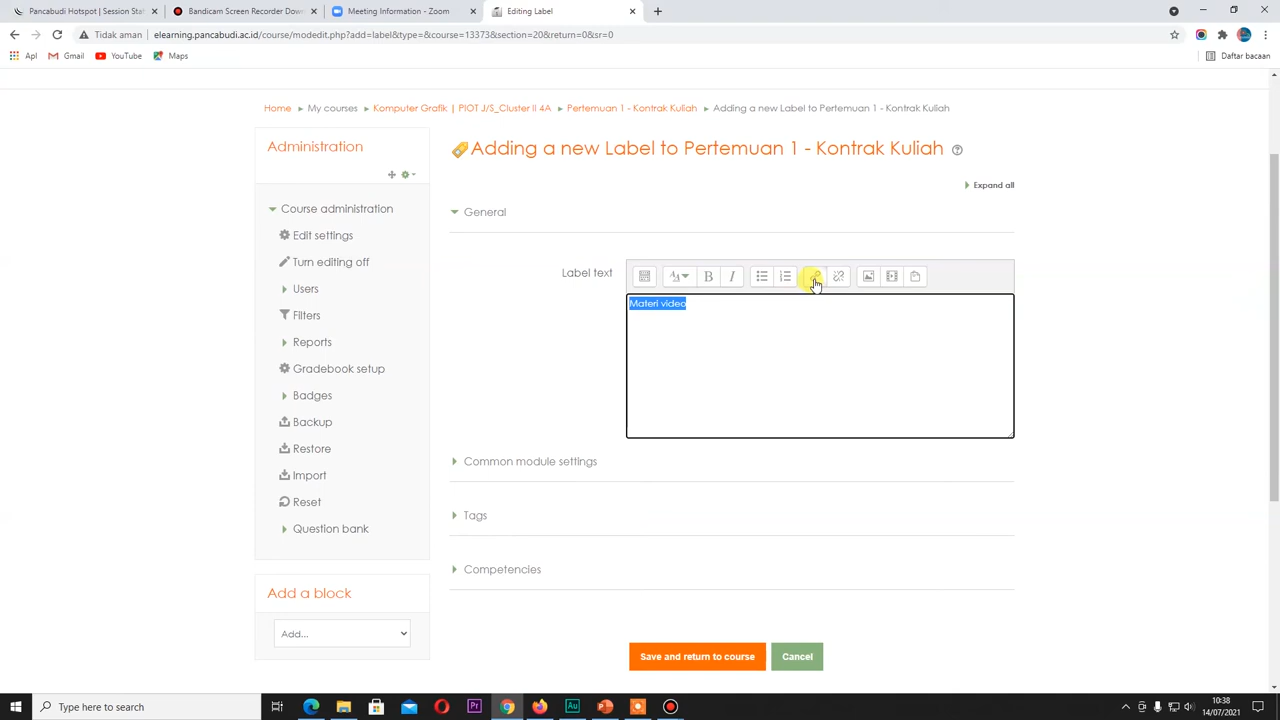 Pancabudi Hotspot | Session Stat
Bandicam Screen Recorder Down
Meeting Information - Zoom
Editing Label
Tidak aman
elearning.pancabudi.ac.id/course/modedit.php?add=label&type=&course=13373&section=20&return=0&sr=0
Apl
Gmail
YouTube
Maps
Daftar bacaan
Home
My courses
Komputer Grafik | PIOT J/S_Cluster II 4A
Pertemuan 1 - Kontrak Kuliah
Adding a new Label to Pertemuan 1 - Kontrak Kuliah
Administration
Adding a new Label to Pertemuan 1 - Kontrak Kuliah
Expand all
Course administration
General
Edit settings
Turn editing off
Label text
B
I
Users
Materi video
Filters
Reports
Gradebook setup
Badges
Backup
Restore
Common module settings
Import
Reset
Tags
Question bank
Competencies
Add a block
Add...
Save and return to course
Cancel
Type here to search
10:38
14/07/2021